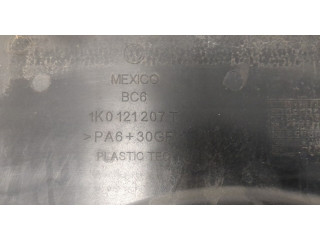 MEXICO
BC6
1K0 121 207 T
>PA6+30GF
PLASTIC TEC